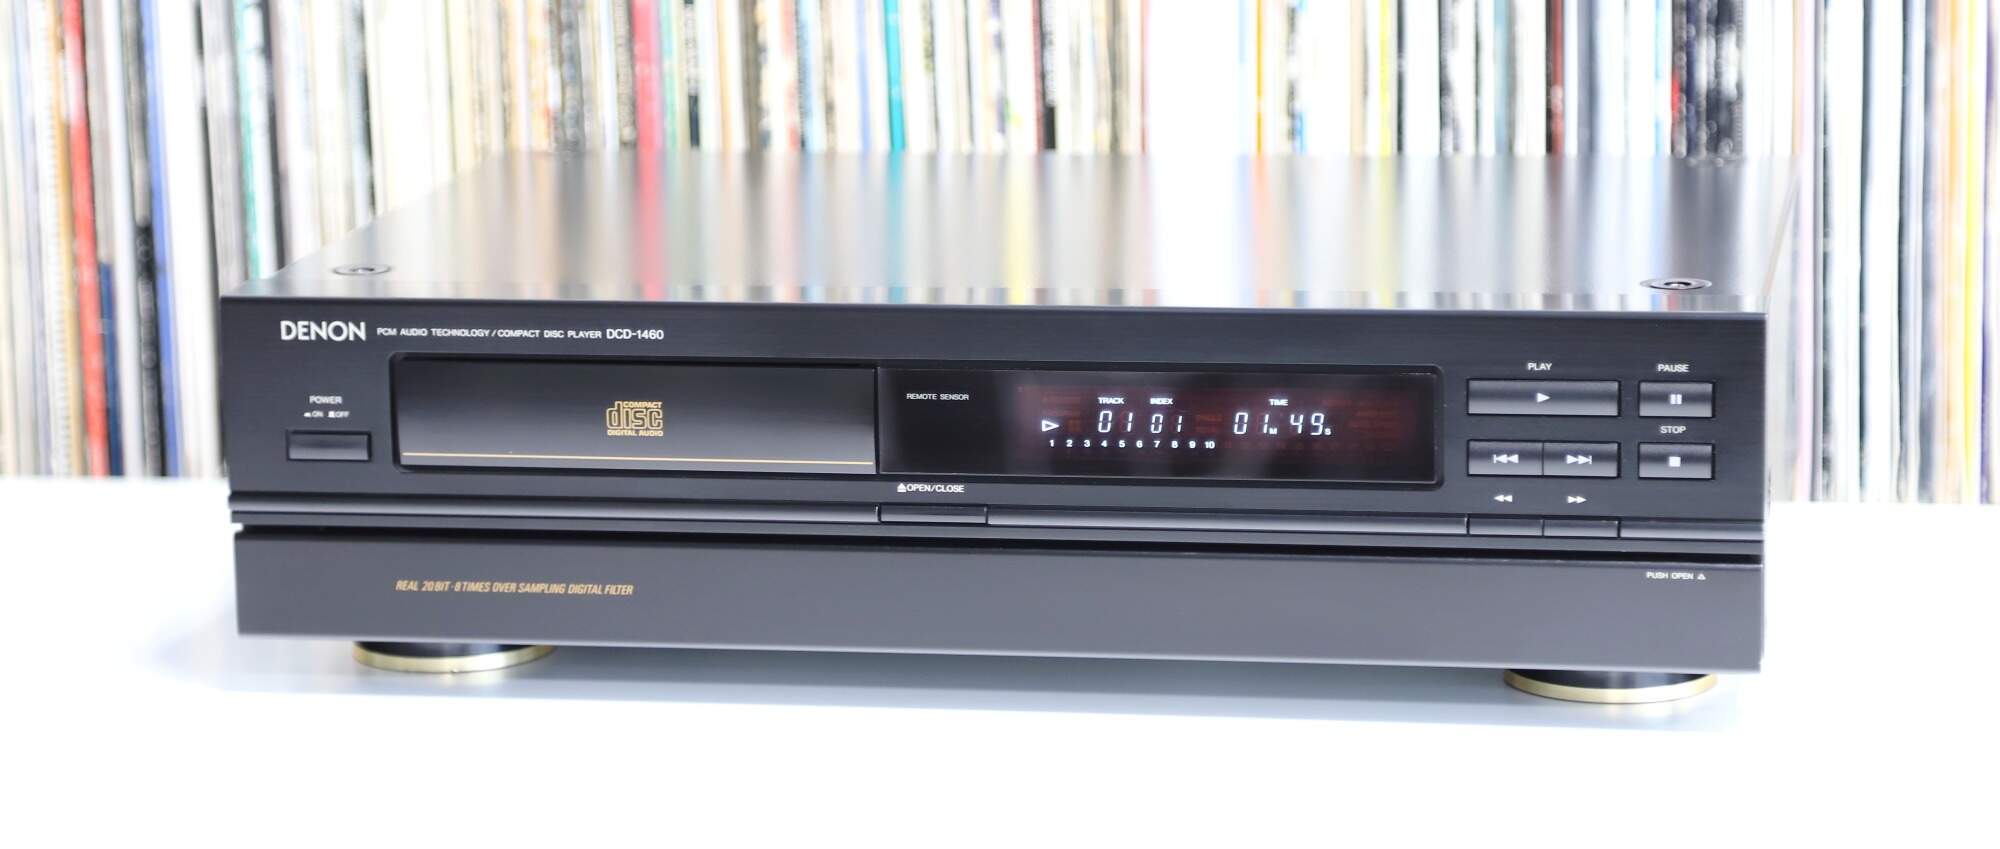 DENON PCM AUDIO TECHNOLOGY / COMPACT DISC PLAYER DCD-1460
POWER
ON OFF
COMPACT
disc
DIGITAL AUDIO
REMOTE SENSOR
TRACK INDEX TIME
01 01 01M 49S
1 2 3 4 5 6 7 8 9 10
OPEN/CLOSE
PLAY
PAUSE
STOP
REAL 20 BIT · 8 TIMES OVER SAMPLING DIGITAL FILTER
PUSH OPEN